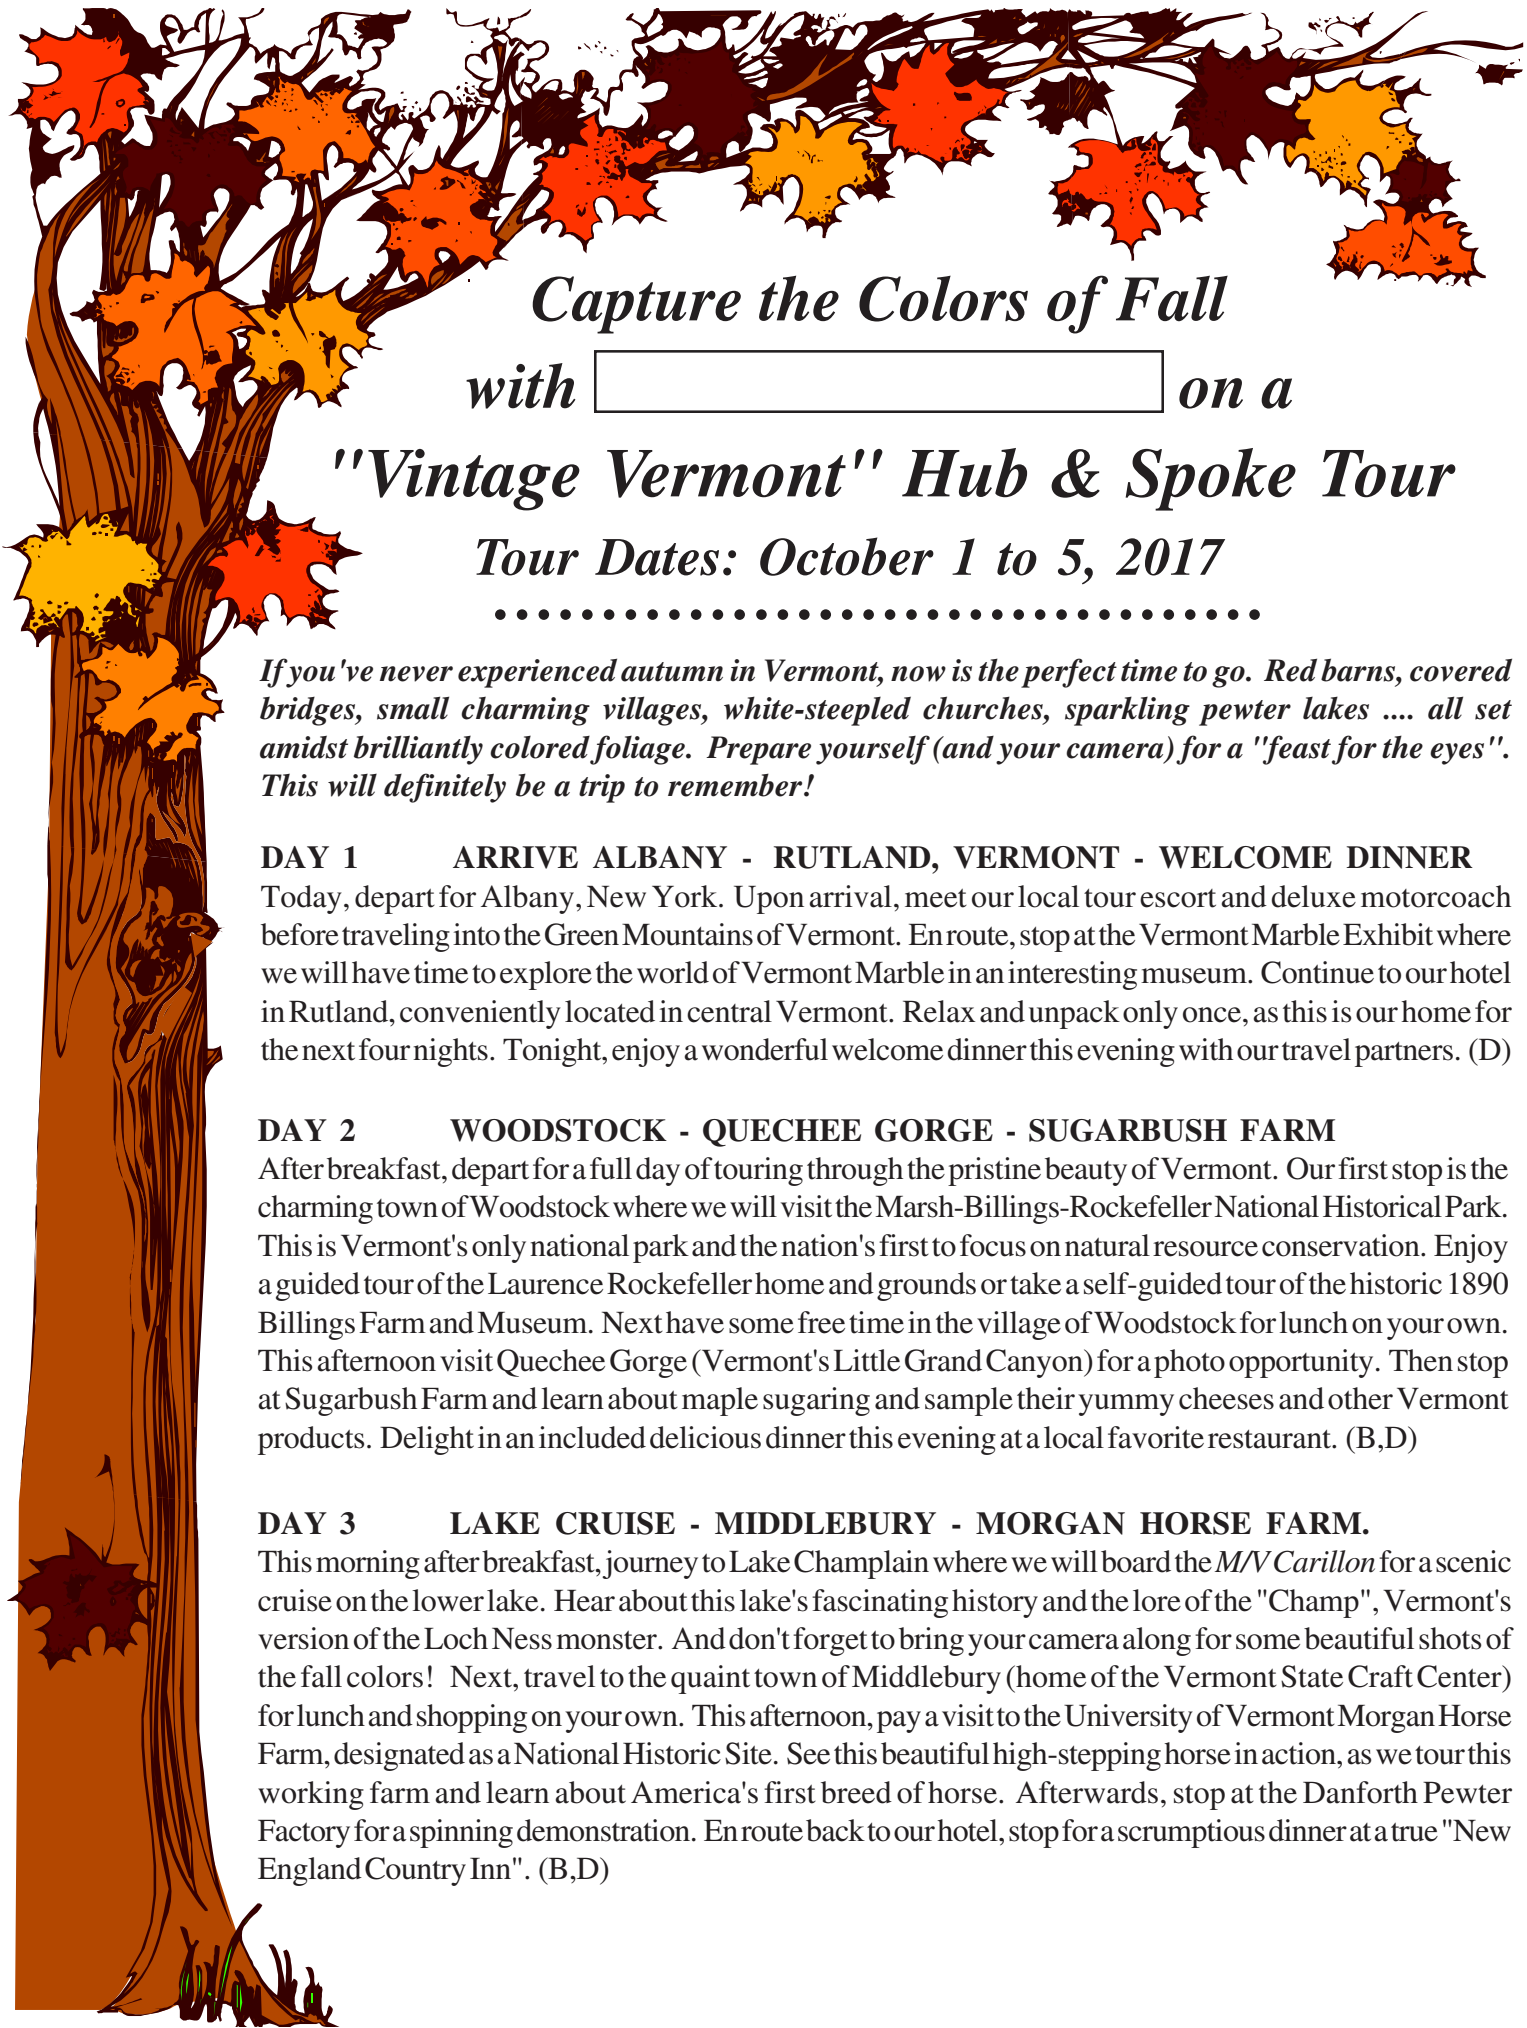 Capture the Colors of Fall
with on a
"Vintage Vermont" Hub & Spoke Tour
Tour Dates: October 1 to 5, 2017
If you've never experienced autumn in Vermont, now is the perfect time to go. Red barns, covered
bridges, small charming villages, white-steepled churches, sparkling pewter lakes .... all set
amidst brilliantly colored foliage. Prepare yourself (and your camera) for a "feast for the eyes".
This will definitely be a trip to remember!
DAY 1 ARRIVE ALBANY - RUTLAND, VERMONT - WELCOME DINNER
Today, depart for Albany, New York. Upon arrival, meet our local tour escort and deluxe motorcoach
before traveling into the Green Mountains of Vermont. En route, stop at the Vermont Marble Exhibit where
we will have time to explore the world of Vermont Marble in an interesting museum. Continue to our hotel
in Rutland, conveniently located in central Vermont. Relax and unpack only once, as this is our home for
the next four nights. Tonight, enjoy a wonderful welcome dinner this evening with our travel partners. (D)
DAY 2 WOODSTOCK - QUECHEE GORGE - SUGARBUSH FARM
After breakfast, depart for a full day of touring through the pristine beauty of Vermont. Our first stop is the
charming town of Woodstock where we will visit the Marsh-Billings-Rockefeller National Historical Park.
This is Vermont's only national park and the nation's first to focus on natural resource conservation. Enjoy
a guided tour of the Laurence Rockefeller home and grounds or take a self-guided tour of the historic 1890
Billings Farm and Museum. Next have some free time in the village of Woodstock for lunch on your own.
This afternoon visit Quechee Gorge (Vermont's Little Grand Canyon) for a photo opportunity. Then stop
at Sugarbush Farm and learn about maple sugaring and sample their yummy cheeses and other Vermont
products. Delight in an included delicious dinner this evening at a local favorite restaurant. (B,D)
DAY 3 LAKE CRUISE - MIDDLEBURY - MORGAN HORSE FARM.
This morning after breakfast, journey to Lake Champlain where we will board the M/V Carillon for a scenic
cruise on the lower lake. Hear about this lake's fascinating history and the lore of the "Champ", Vermont's
version of the Loch Ness monster. And don't forget to bring your camera along for some beautiful shots of
the fall colors! Next, travel to the quaint town of Middlebury (home of the Vermont State Craft Center)
for lunch and shopping on your own. This afternoon, pay a visit to the University of Vermont Morgan Horse
Farm, designated as a National Historic Site. See this beautiful high-stepping horse in action, as we tour this
working farm and learn about America's first breed of horse. Afterwards, stop at the Danforth Pewter
Factory for a spinning demonstration. En route back to our hotel, stop for a scrumptious dinner at a true "New
England Country Inn". (B,D)